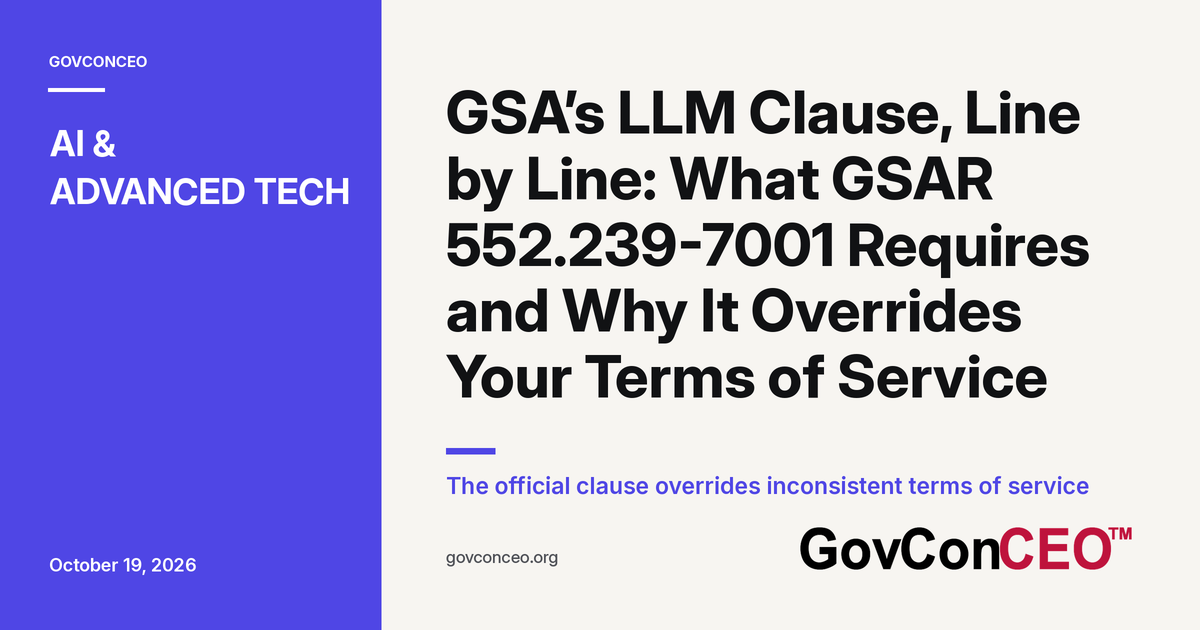 GOVCONCEO
AI &
ADVANCED TECH
October 19, 2026
GSA’s LLM Clause, Line
by Line: What GSAR
552.239-7001 Requires
and Why It Overrides
Your Terms of Service
The official clause overrides inconsistent terms of service
govconceo.org
GovConCEO™